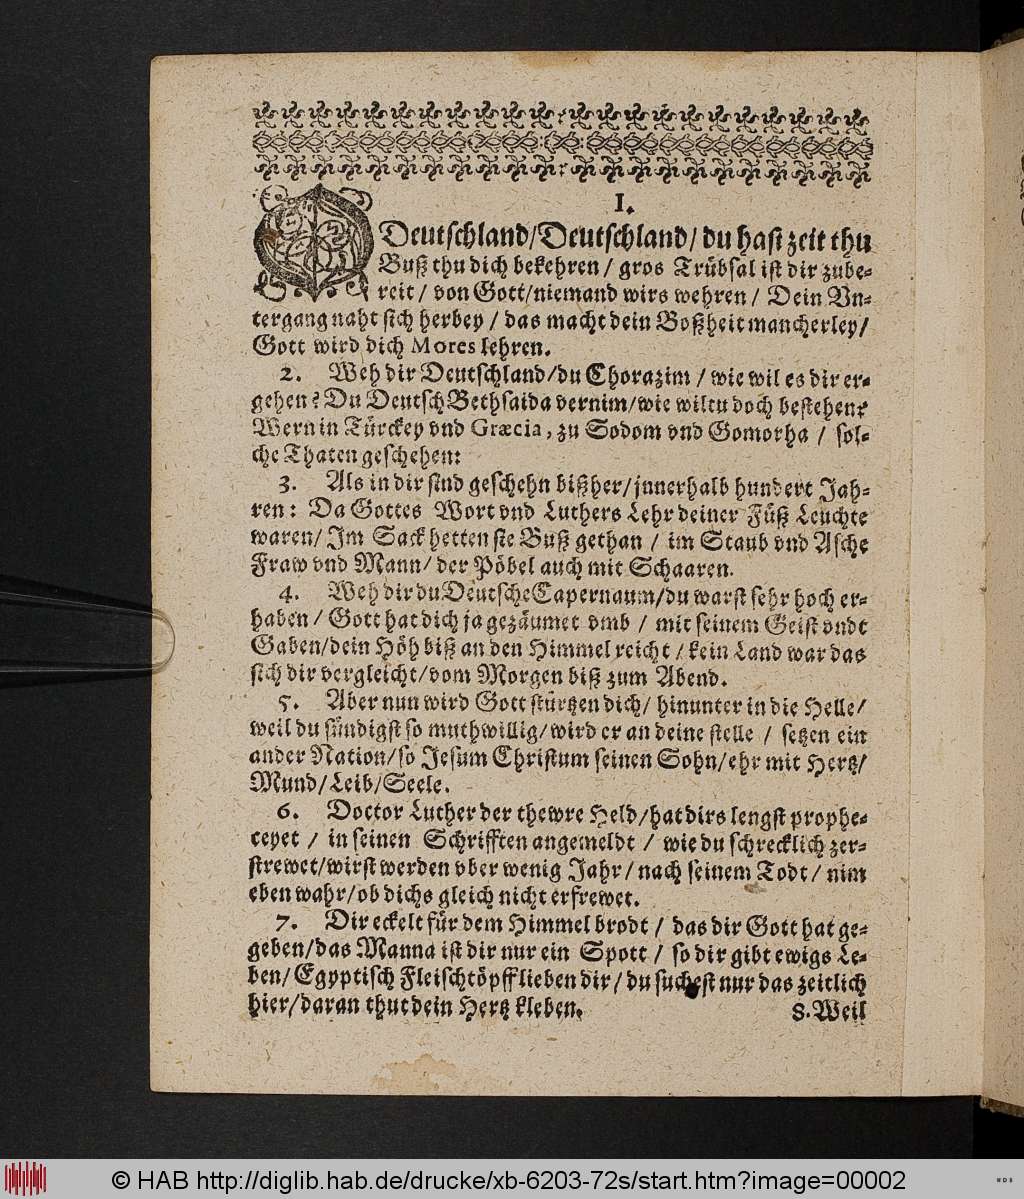 I.
O Deutschland/Deutschland/ du hast zeit thu
Buß thu dich bekehren / gros Trübsal ist dir zube-
reit / von Gott/niemand wirs wehren / Dein Vn-
tergang naht sich herbey / das macht dein Boßheit mancherley/
Gott wird dich Mores lehren.
2. Weh dir Deutschland/du Chorazim / wie wil es dir er-
gehen? Du Deutsch Bethsaida vernim/wie wiltu doch bestehen?
Wern in Türckey vnd Græcia, zu Sodom vnd Gomorha / sol-
che Thaten geschehen:
3. Als in dir sind geschehn bißher/jnnerhalb hundert Jah-
ren: Da Gottes Wort vnd Luthers Lehr deiner Füß Leuchte
waren/ Im Sack hetten sie Buß gethan / im Staub vnd Asche
Fraw vnd Mann/ der Pöbel auch mit Schaaren.
4. Weh dir du Deutsche Capernaum/du warst sehr hoch er-
haben / Gott hat dich ja gezäumet vmb / mit seinem Geist vndt
Gaben/dein Höh biß an den Himmel reicht / kein Land war das
sich dir vergleicht/vom Morgen biß zum Abend.
5. Aber nun wird Gott stürtzen dich/ hinunter in die Helle/
weil du sündigst so muthwillig/wird er an deine stelle / setzen ein
ander Nation/so Jesum Christum seinen Sohn/ehr mit Hertz/
Mund/Leib/Seele.
6. Doctor Luther der thewre Held/hat dirs lengst prophe-
ceyet / in seinen Schrifften angemeldt / wie du schrecklich zer-
strewet/wirst werden vber wenig Jahr/nach seinem Todt / nim
eben wahr/ob dichs gleich nicht erfrewet.
7. Dir eckelt für dem Himmel brodt / das dir Gott hat ge-
geben/das Manna ist dir nur ein Spott / so dir gibt ewigs Le-
ben/ Egyptisch Fleischtöpff lieben dir / du suchest nur das zeitlich
hier/daran thut dein Hertz kleben.
8. Weil
© HAB http://diglib.hab.de/drucke/xb-6203-72s/start.htm?image=00002